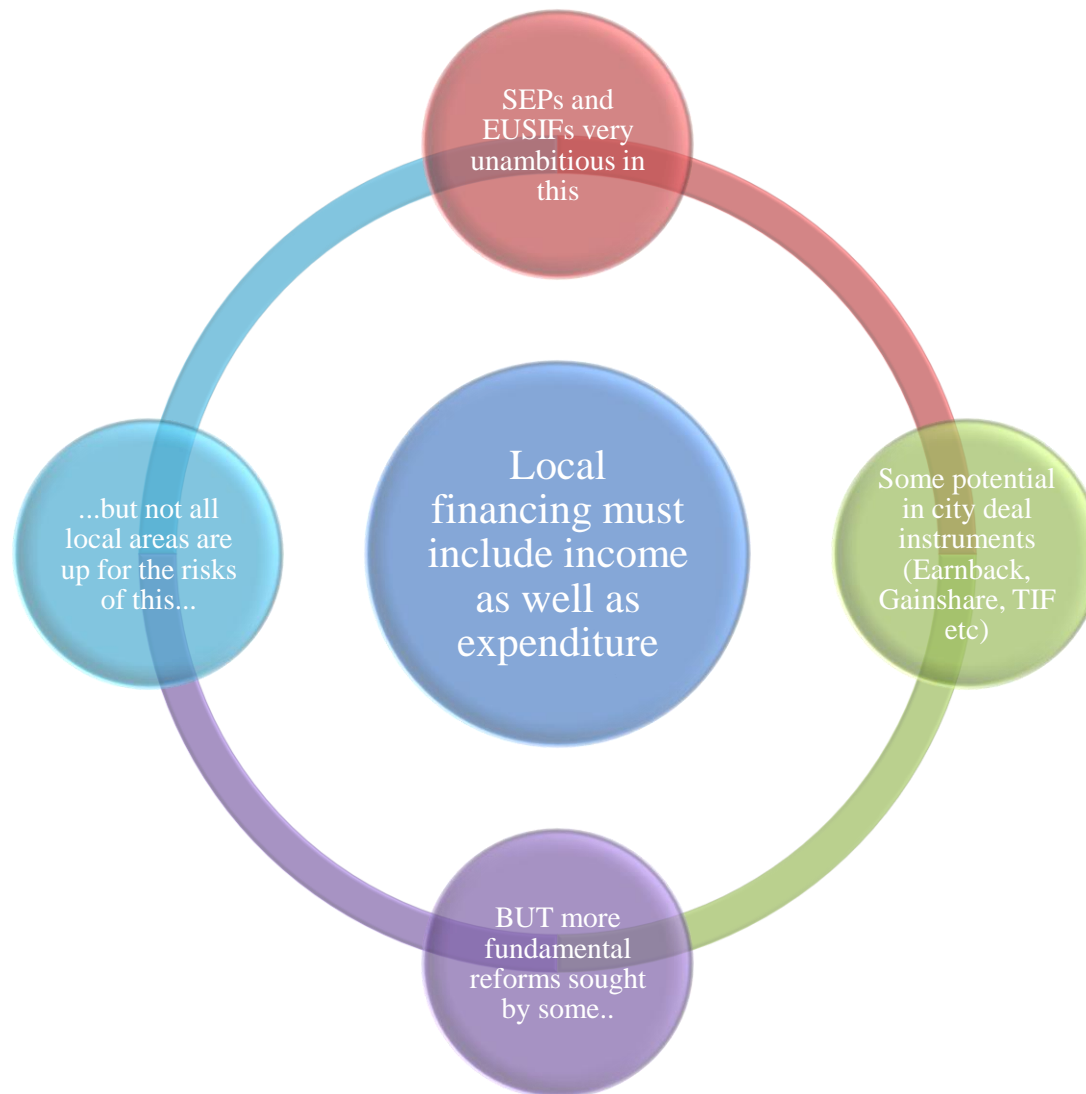 SEPs and
EUSIFs very
unambitious in
this
Some potential
in city deal
instruments
(Earnback,
Gainshare, TIF
etc)
BUT more
fundamental
reforms sought
by some..
...but not all
local areas are
up for the risks
of this...
Local
financing must
include income
as well as
expenditure